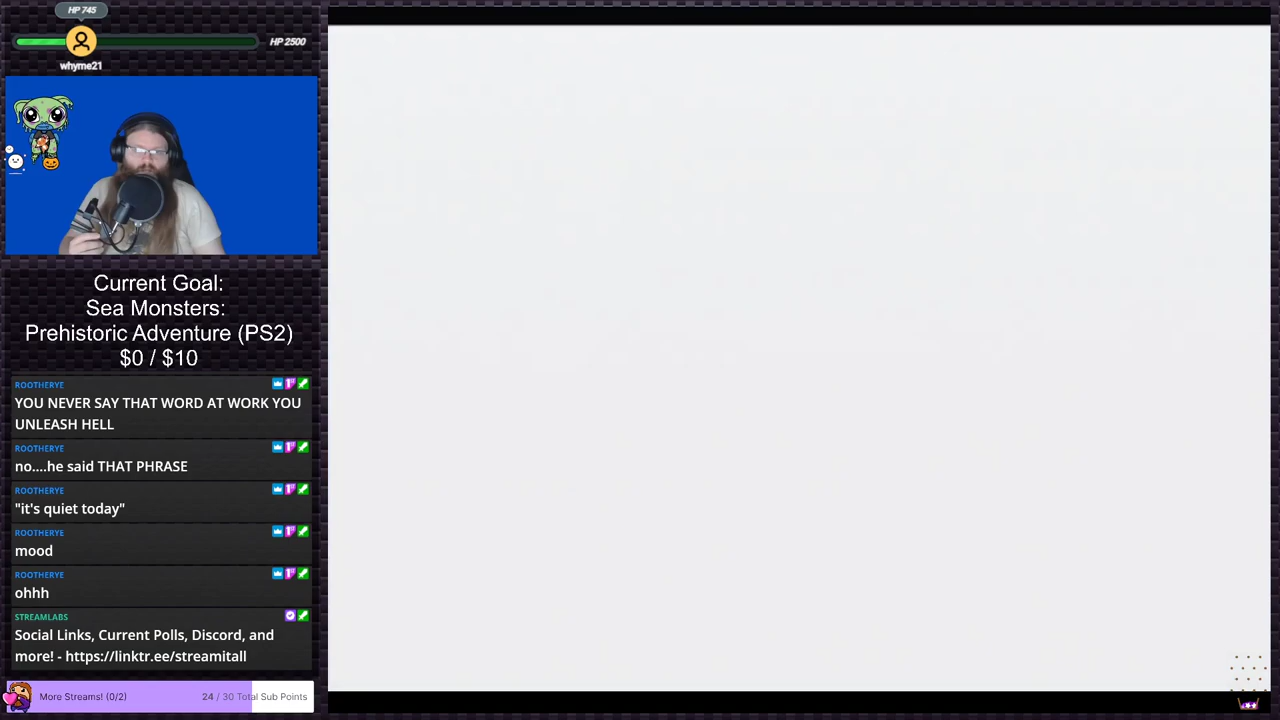 HP 745
HP 2500
whyme21
Current Goal:
Sea Monsters:
Prehistoric Adventure (PS2)
$0 / $10
ROOTHERYE
YOU NEVER SAY THAT WORD AT WORK YOU
UNLEASH HELL
ROOTHERYE
no....he said THAT PHRASE
ROOTHERYE
"it's quiet today"
ROOTHERYE
mood
ROOTHERYE
ohhh
STREAMLABS
Social Links, Current Polls, Discord, and
more! - https://linktr.ee/streamitall
More Streams! (0/2)
24 / 30 Total Sub Points